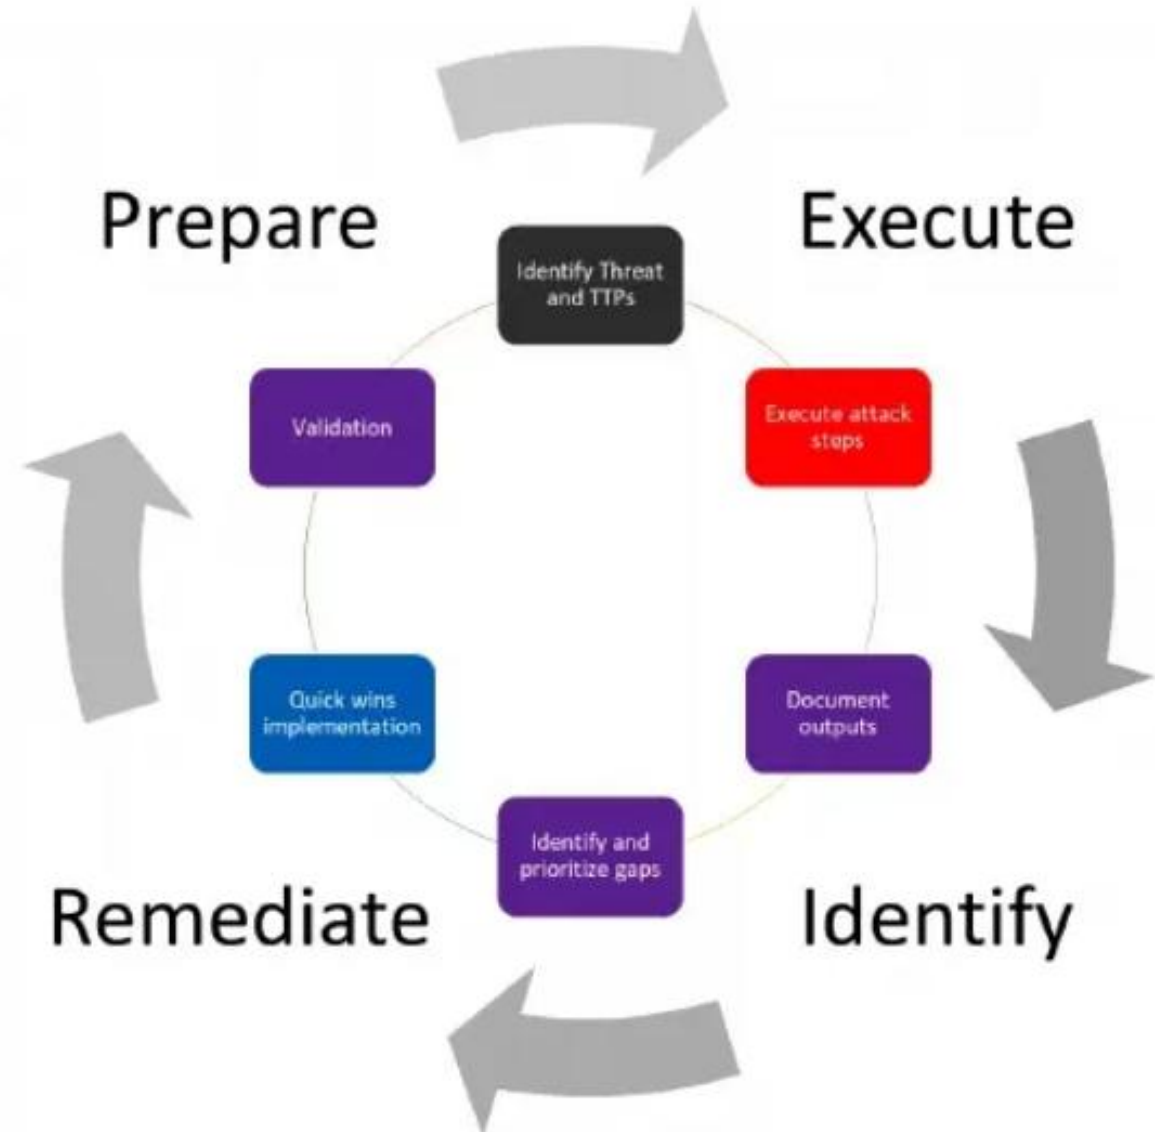 Prepare
Execute
Identify Threat
and TTPs
Validation
Execute attack
steps
Quick wins
implementation
Document
outputs
Identify and
prioritize gaps
Remediate
Identify